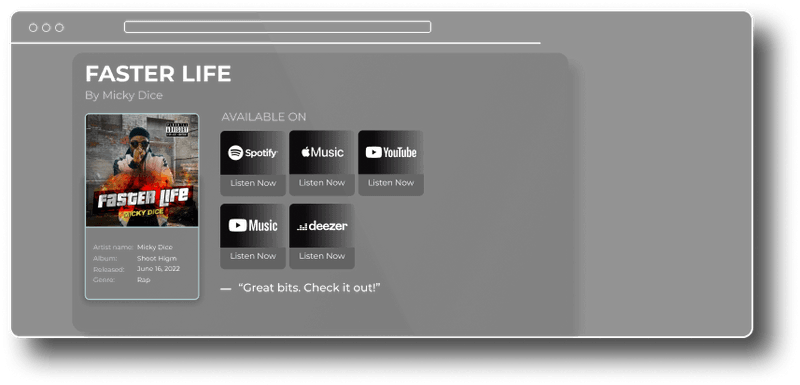 FASTER LIFE
By Micky Dice
AVAILABLE ON
PARENTAL
ADVISORY
EXPLICIT CONTENT
FASTER LIFE
MICKY DICE
Spotify
Music
YouTube
Listen Now
Listen Now
Listen Now
Music
deezer
Listen Now
Listen Now
Artist name: Micky Dice
Album: Shoot Higm
Released: June 16, 2022
Genre: Rap
— “Great bits. Check it out!”